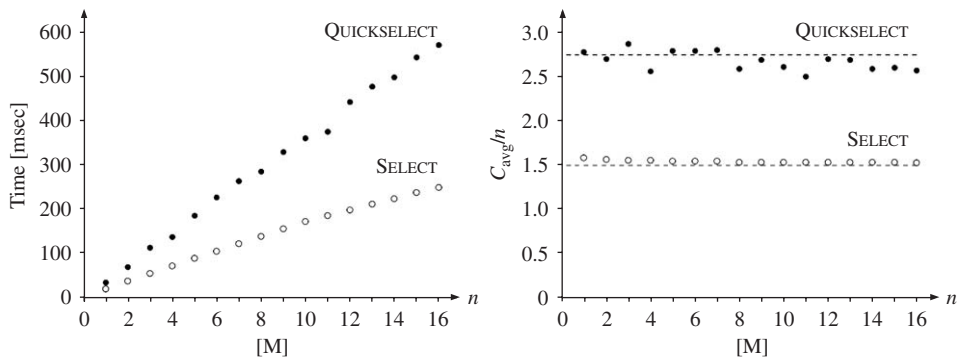 Time [msec]
600
500
400
300
200
100
0
QUICKSELECT
SELECT
0 2 4 6 8 10 12 14 16 n
[M]
C_avg/n
3.0
2.5
2.0
1.5
1.0
0.5
0
QUICKSELECT
SELECT
0 2 4 6 8 10 12 14 16 n
[M]